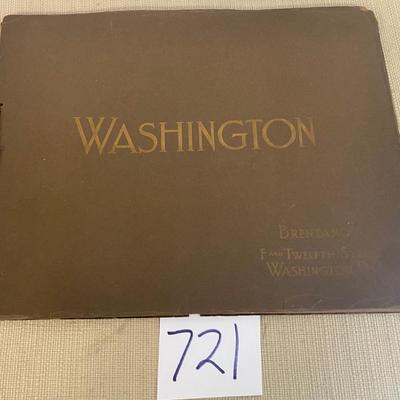 WASHINGTON
BRENTANO'S
F AND TWELFTH STS.
WASHINGTON D.C.
721